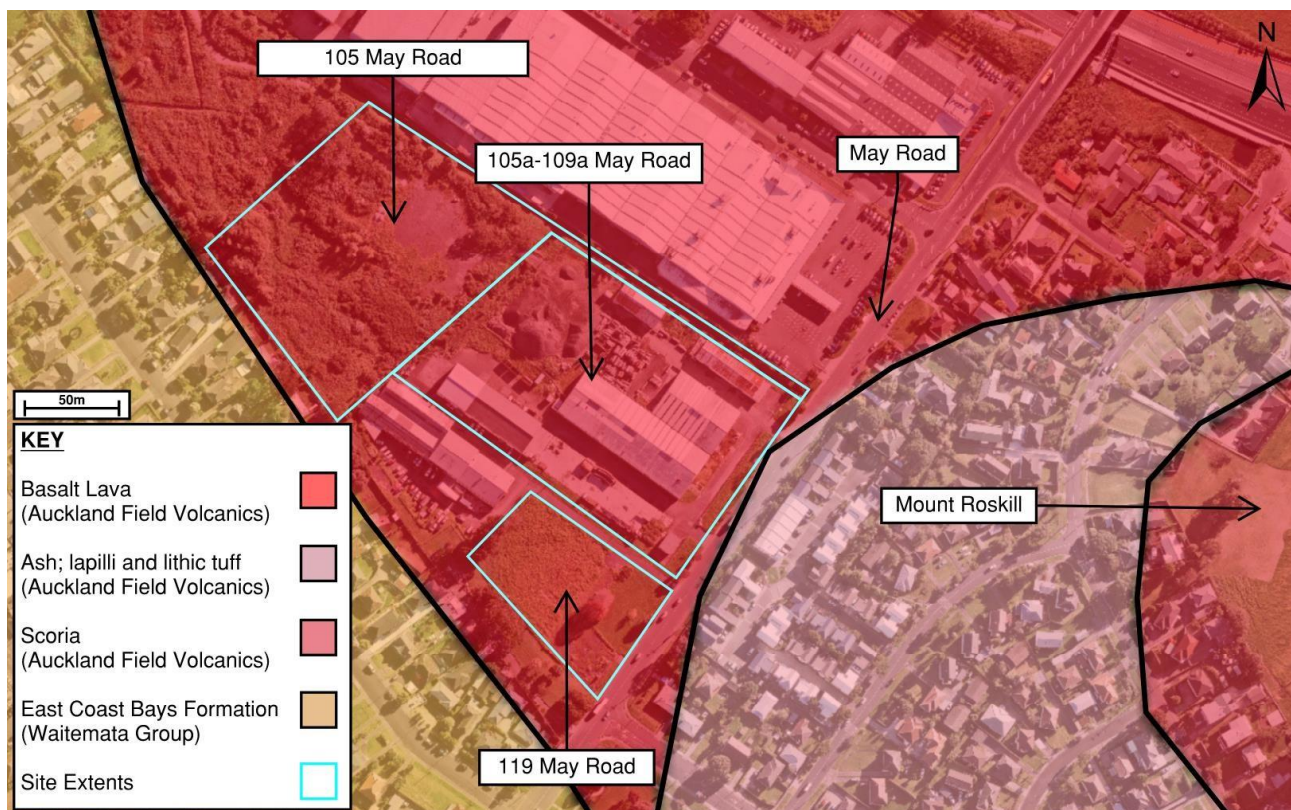 105 May Road
N
105a-109a May Road
May Road
50m
KEY
Basalt Lava
(Auckland Field Volcanics)
Mount Roskill
Ash; lapilli and lithic tuff
(Auckland Field Volcanics)
Scoria
(Auckland Field Volcanics)
East Coast Bays Formation
(Waitemata Group)
Site Extents
119 May Road